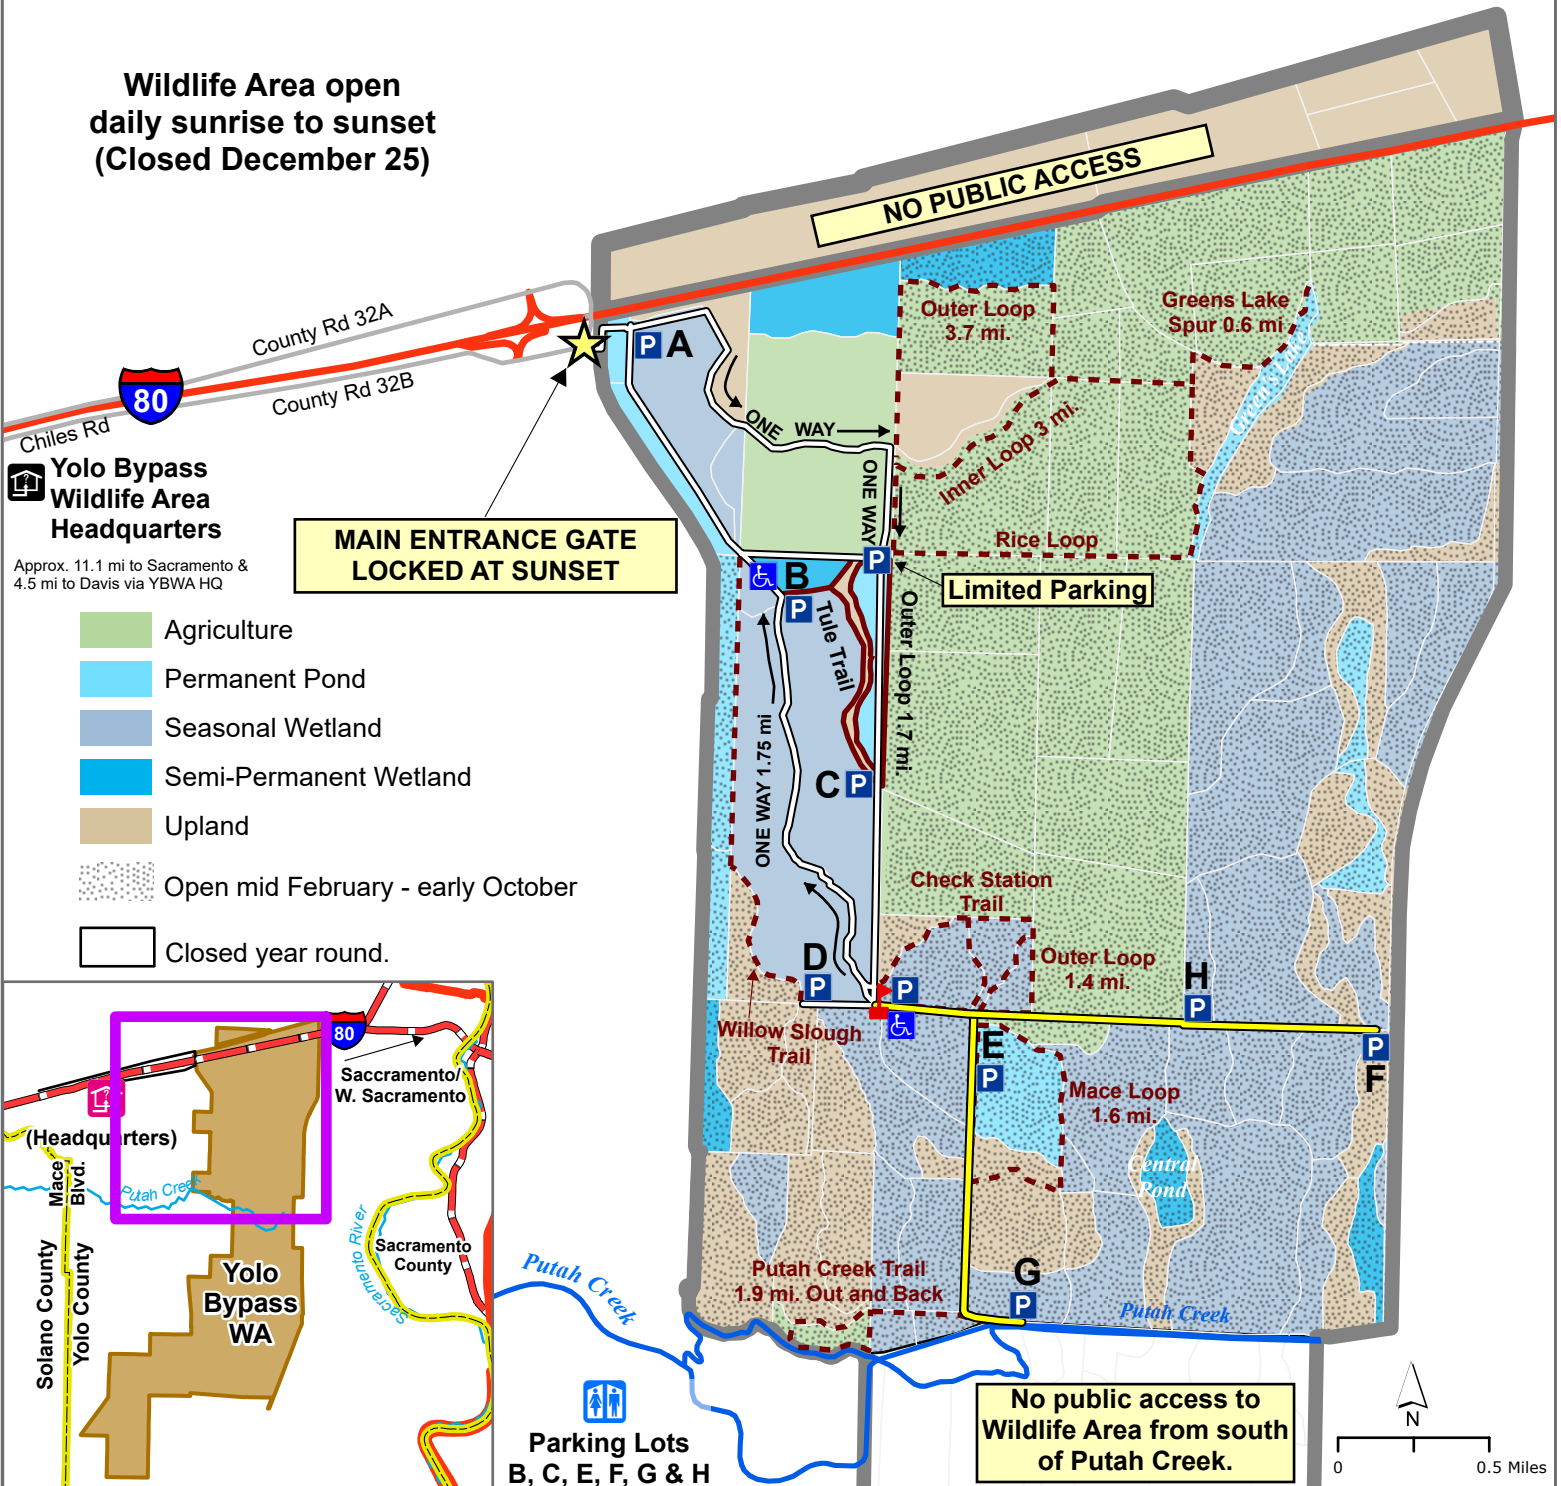 Wildlife Area open
daily sunrise to sunset
(Closed December 25)
NO PUBLIC ACCESS
County Rd 32A
County Rd 32B
80
Chiles Rd
Yolo Bypass
Wildlife Area
Headquarters
Approx. 11.1 mi to Sacramento &
4.5 mi to Davis via YBWA HQ
MAIN ENTRANCE GATE
LOCKED AT SUNSET
P A
ONE WAY
ONE WAY
Outer Loop
3.7 mi.
Greens Lake
Spur 0.6 mi
Green's Lake
Inner Loop 3 mi.
Rice Loop
P
Limited Parking
B
P
Tule Trail
Outer Loop 1.7 mi.
ONE WAY 1.75 mi
C P
Agriculture
Permanent Pond
Seasonal Wetland
Semi-Permanent Wetland
Upland
Open mid February - early October
Closed year round.
Check Station
Trail
Outer Loop
1.4 mi.
D
P
P
H
P
Willow Slough
Trail
E
P
P
F
Mace Loop
1.6 mi.
Central
Pond
G
P
Putah Creek Trail
1.9 mi. Out and Back
Putah Creek
Putah Creek
No public access to
Wildlife Area from south
of Putah Creek.
Parking Lots
B, C, E, F, G & H
N
0 0.5 Miles
80
Saccramento/
W. Sacramento
(Headquarters)
Mace
Blvd.
Putah Creek
Sacramento River
Sacramento
County
Solano County
Yolo County
Yolo
Bypass
WA